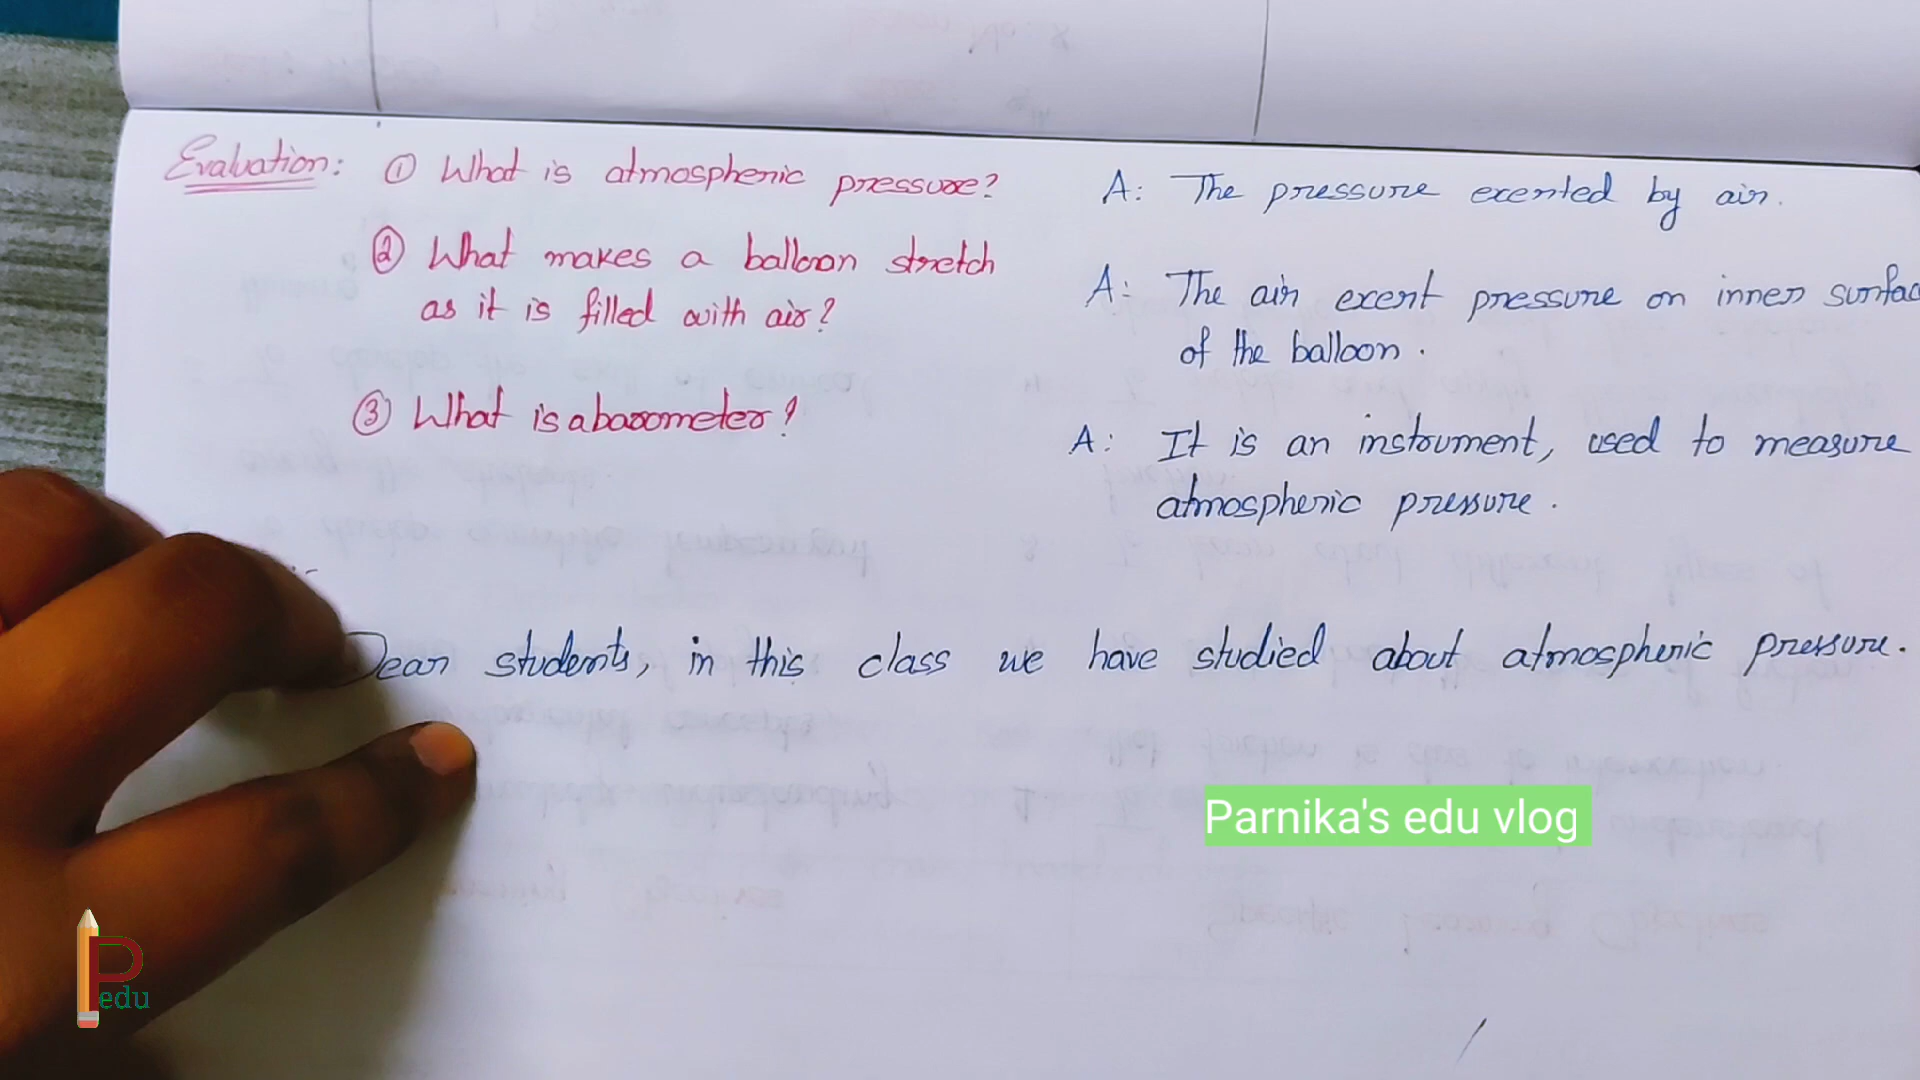 Evaluation: ① What is atmospheric pressure? A: The pressure exerted by air.
② What makes a balloon stretch A: The air exert pressure on inner surfac
as it is filled with air? of the balloon.
③ What is a barometer? A: It is an instrument, used to measure
atmospheric pressure.
Dear students, in this class we have studied about atmospheric pressure.
Parnika's edu vlog
P
edu